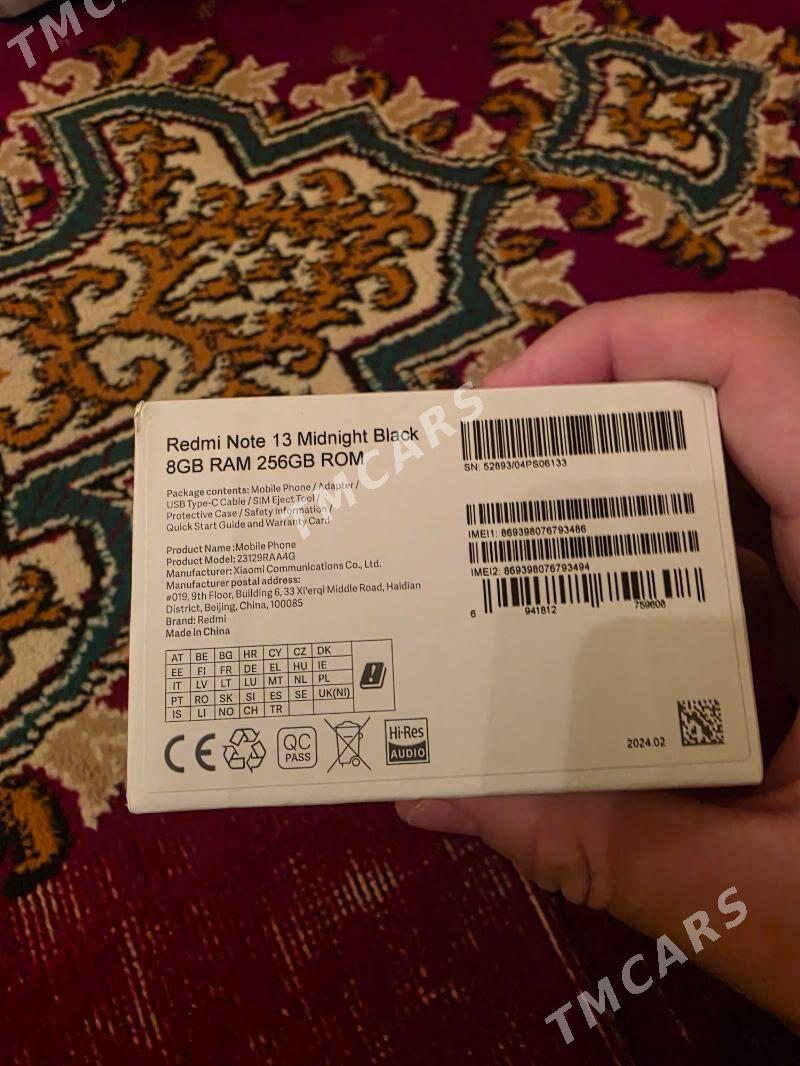 TMCARS
Redmi Note 13 Midnight Black
8GB RAM 256GB ROM
Package contents: Mobile Phone / Adapter /
USB Type-C Cable / SIM Eject Tool /
Protective Case / Safety Information /
Quick Start Guide and Warranty Card
Product Name :Mobile Phone
Product Model: 23129RAA4G
Manufacturer: Xiaomi Communications Co., Ltd.
Manufacturer postal address:
#019, 9th Floor, Building 6, 33 Xi'erqi Middle Road, Haidian
District, Beijing, China, 100085
Brand: Redmi
Made in China
AT BE BG HR CY CZ DK
EE FI FR DE EL HU IE
IT LV LT LU MT NL PL
PT RO SK SI ES SE UK(NI)
IS LI NO CH TR
CE
QC
PASS
Hi-Res
AUDIO
SN: 52893/04PS06133
IMEI1: 869398076793486
IMEI2: 869398076793494
6 941812 759608
2024.02
TMCARS
TMCARS